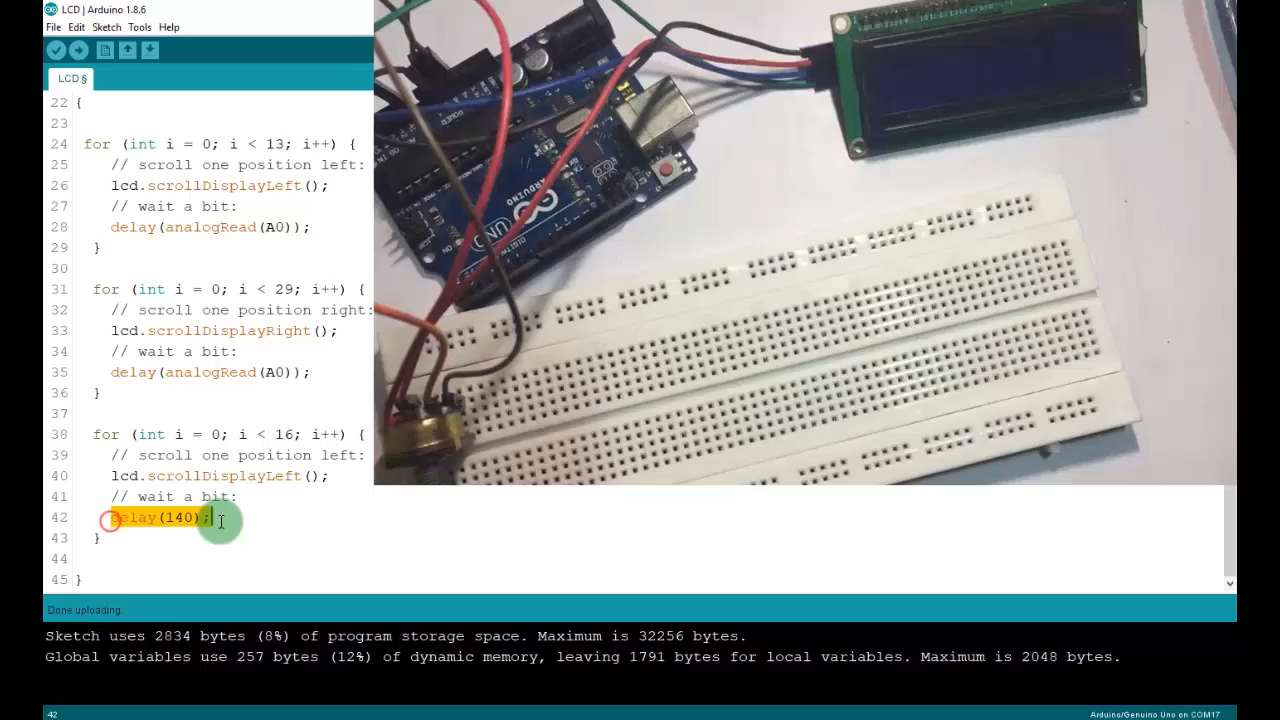 LCD | Arduino 1.8.6
File Edit Sketch Tools Help
LCD §
22 {
23
24 for (int i = 0; i < 13; i++) {
25 // scroll one position left:
26 lcd.scrollDisplayLeft();
27 // wait a bit:
28 delay(analogRead(A0));
29 }
30
31 for (int i = 0; i < 29; i++) {
32 // scroll one position right:
33 lcd.scrollDisplayRight();
34 // wait a bit:
35 delay(analogRead(A0));
36 }
37
38 for (int i = 0; i < 16; i++) {
39 // scroll one position left:
40 lcd.scrollDisplayLeft();
41 // wait a bit:
42 delay(140);
43 }
44
45 }
POWER
ARDUINO
UNO
DIGITAL
TX
ON
Done uploading.
Sketch uses 2834 bytes (8%) of program storage space. Maximum is 32256 bytes.
Global variables use 257 bytes (12%) of dynamic memory, leaving 1791 bytes for local variables. Maximum is 2048 bytes.
42
Arduino/Genuino Uno on COM17